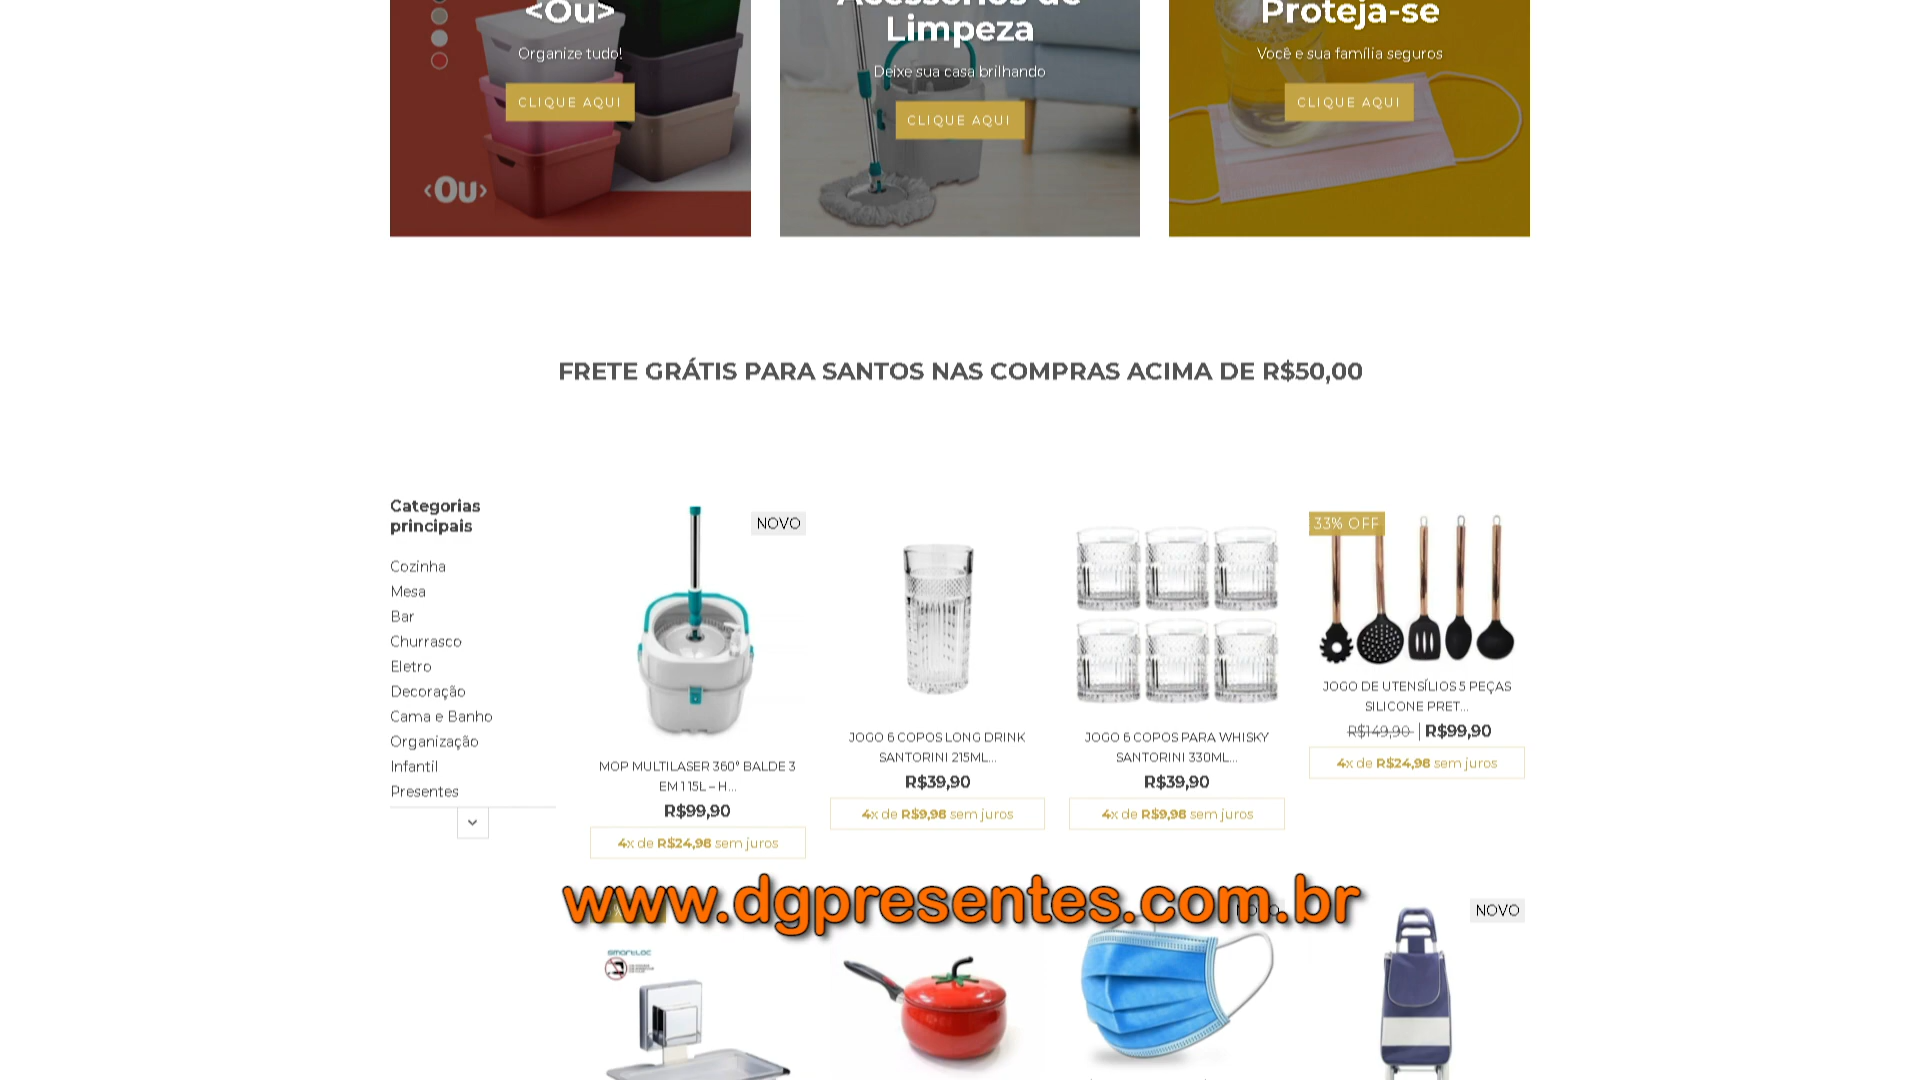 <Ou>
Organize tudo!
CLIQUE AQUI
‹Ou›
Acessórios de
Limpeza
Deixe sua casa brilhando
CLIQUE AQUI
Proteja-se
Você e sua família seguros
CLIQUE AQUI
FRETE GRÁTIS PARA SANTOS NAS COMPRAS ACIMA DE R$50,00
Categorias
principais
Cozinha
Mesa
Bar
Churrasco
Eletro
Decoração
Cama e Banho
Organização
Infantil
Presentes
NOVO
MOP MULTILASER 360° BALDE 3
EM 1 15L – H...
R$99,90
4x de R$24,98 sem juros
JOGO 6 COPOS LONG DRINK
SANTORINI 215ML...
R$39,90
4x de R$9,98 sem juros
JOGO 6 COPOS PARA WHISKY
SANTORINI 330ML...
R$39,90
4x de R$9,98 sem juros
33% OFF
JOGO DE UTENSÍLIOS 5 PEÇAS
SILICONE PRET...
R$149,90 | R$99,90
4x de R$24,98 sem juros
www.dgpresentes.com.br
NOVO
NOVO
smartloc